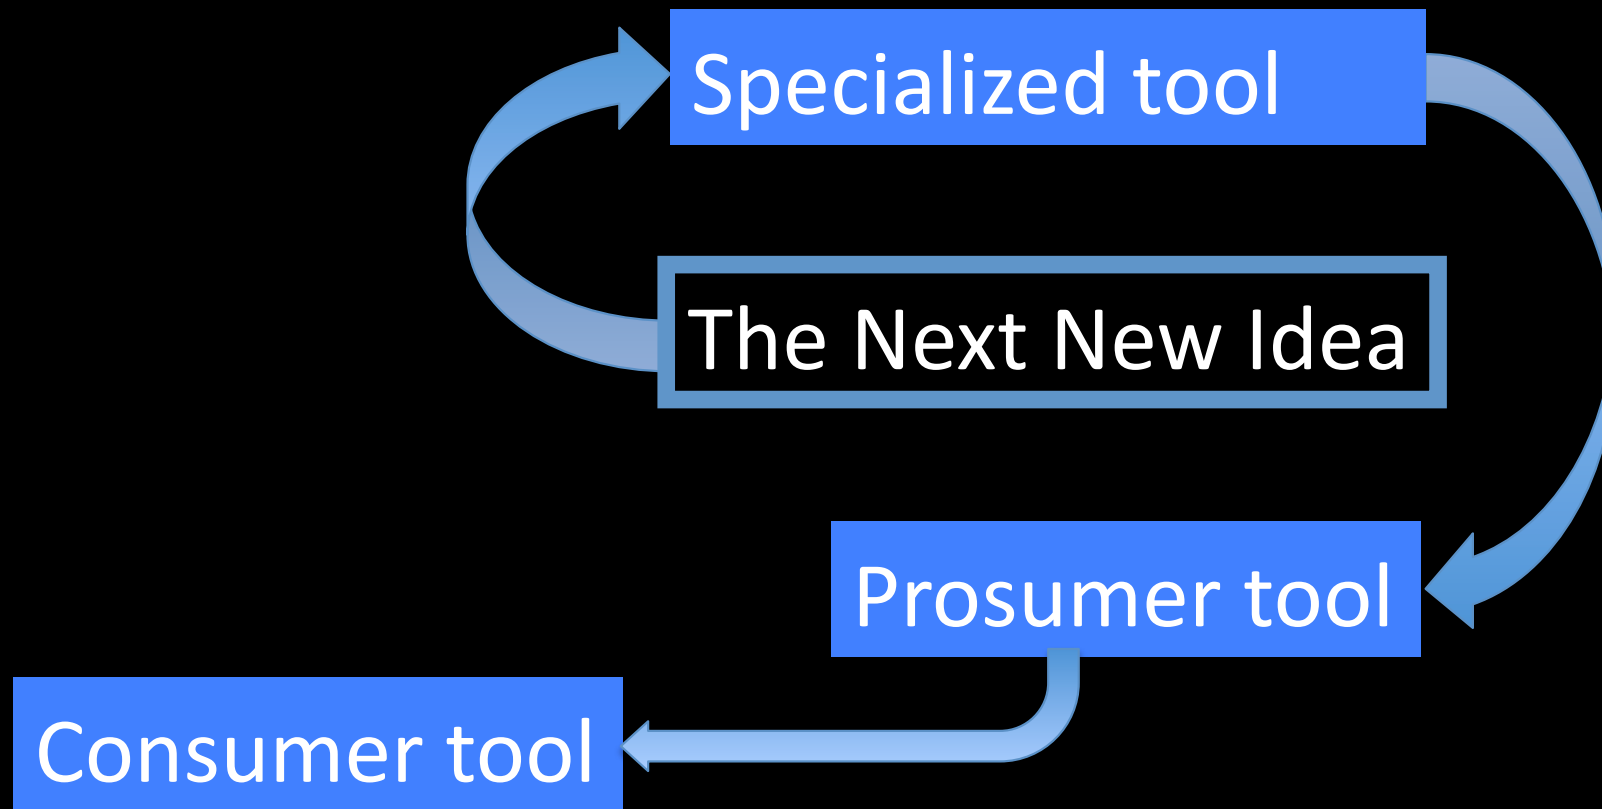 Specialized tool
The Next New Idea
Prosumer tool
Consumer tool